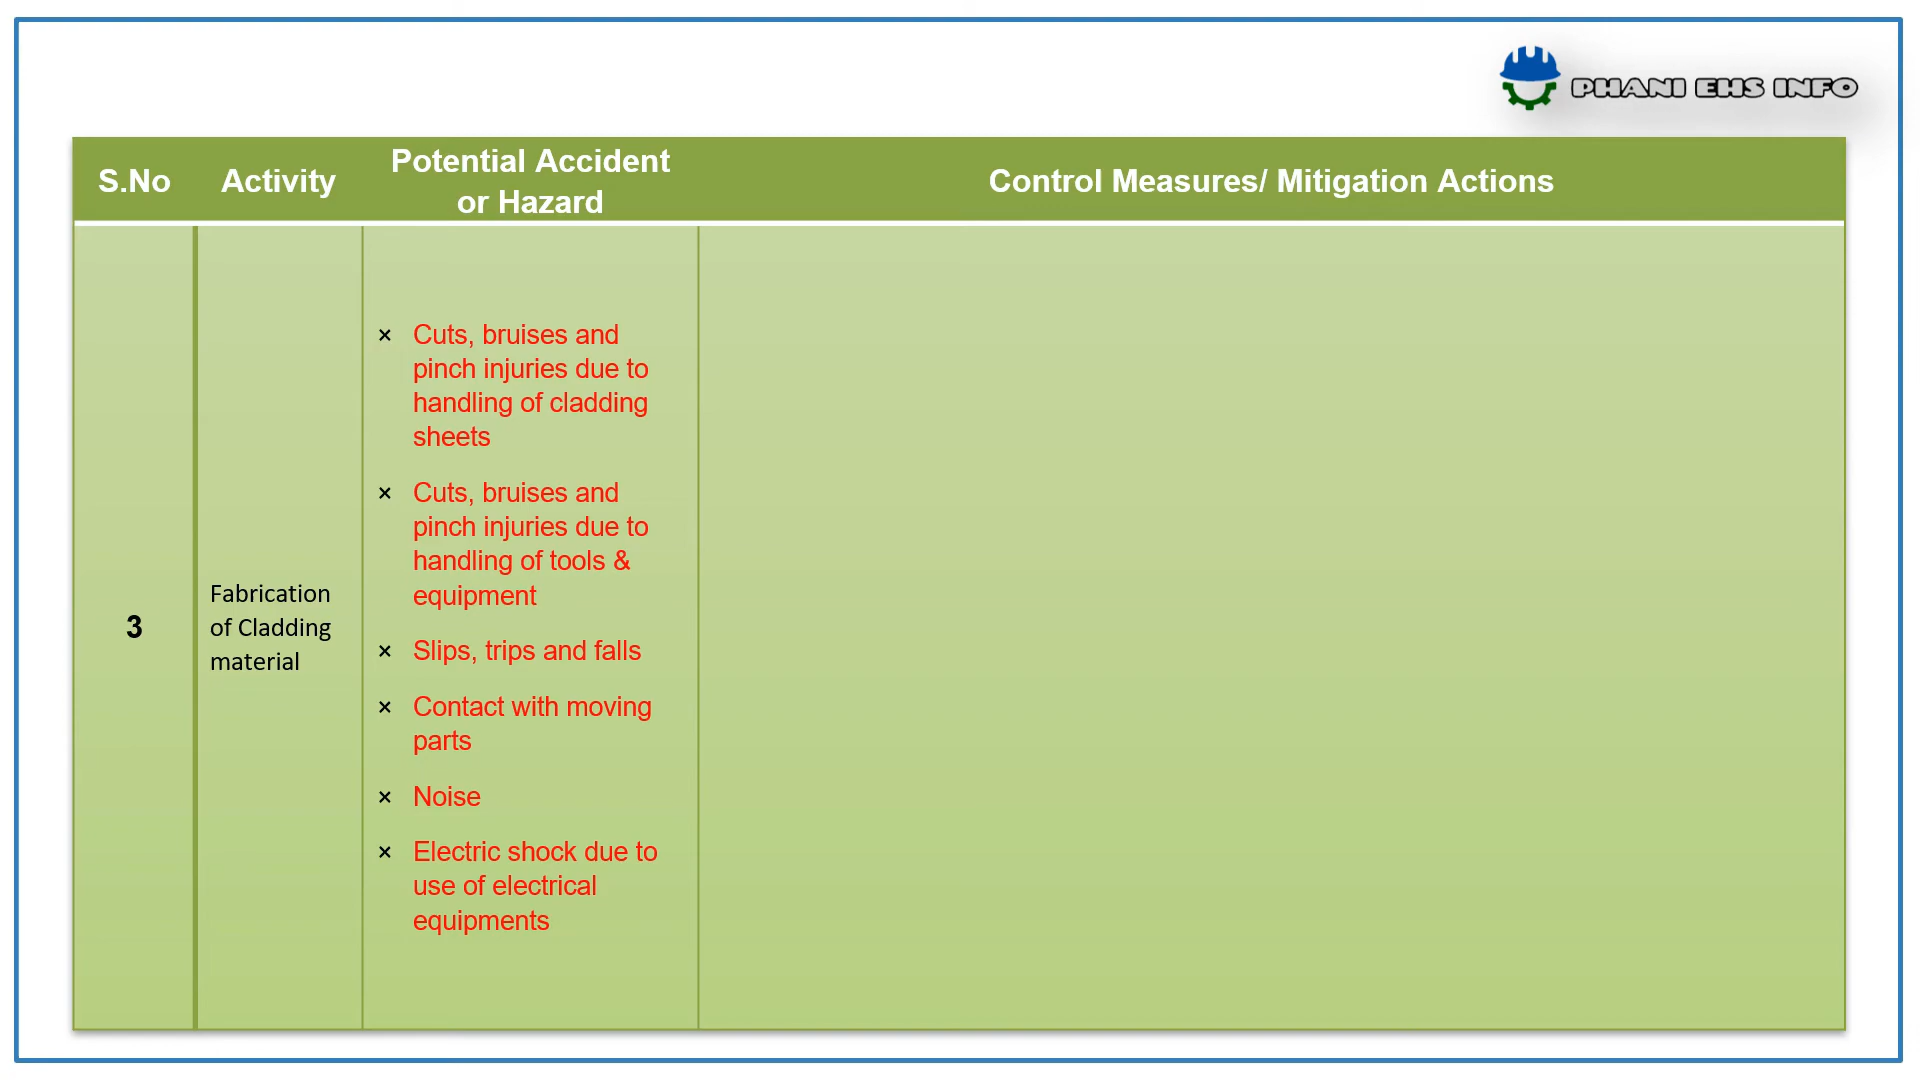 PHANI EHS INFO
S.No
Activity
Potential Accident
or Hazard
Control Measures/ Mitigation Actions
3
Fabrication
of Cladding
material
× Cuts, bruises and
pinch injuries due to
handling of cladding
sheets
× Cuts, bruises and
pinch injuries due to
handling of tools &
equipment
× Slips, trips and falls
× Contact with moving
parts
× Noise
× Electric shock due to
use of electrical
equipments